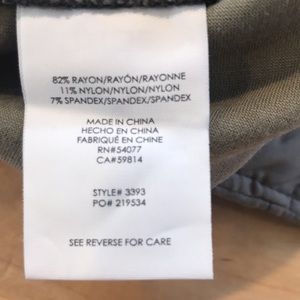 82% RAYON/RAYÓN/RAYONNE
11% NYLON/NYLON/NYLON
7% SPANDEX/SPANDEX/SPANDEX
MADE IN CHINA
HECHO EN CHINA
FABRIQUÉ EN CHINE
RN#54077
CA#59814
STYLE# 3393
PO# 219534
SEE REVERSE FOR CARE